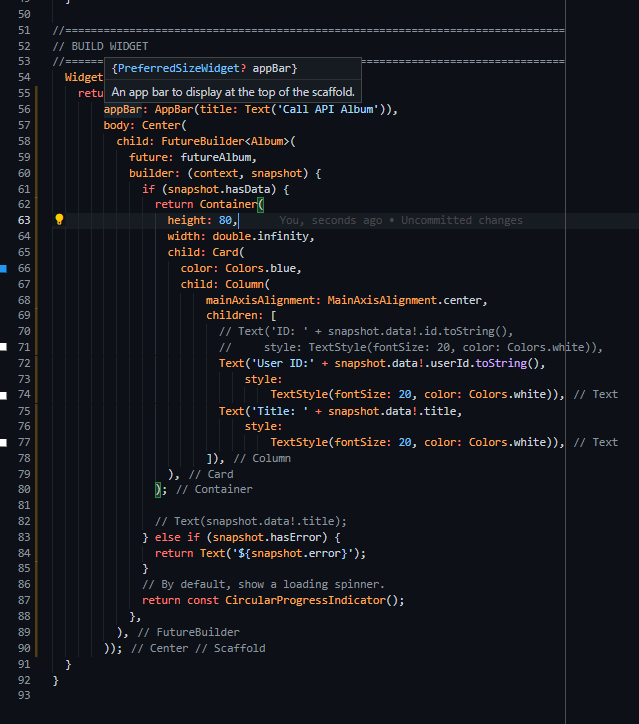 50
51 //==============================================================================
52 // BUILD WIDGET
53 //==============================================================================
{PreferredSizeWidget? appBar}
An app bar to display at the top of the scaffold.
54 Widget
55 retu
56 appBar: AppBar(title: Text('Call API Album')),
57 body: Center(
58 child: FutureBuilder<Album>(
59 future: futureAlbum,
60 builder: (context, snapshot) {
61 if (snapshot.hasData) {
62 return Container(
63 height: 80, You, seconds ago • Uncommitted changes
64 width: double.infinity,
65 child: Card(
66 color: Colors.blue,
67 child: Column(
68 mainAxisAlignment: MainAxisAlignment.center,
69 children: [
70 // Text('ID: ' + snapshot.data!.id.toString(),
71 //     style: TextStyle(fontSize: 20, color: Colors.white)),
72 Text('User ID:' + snapshot.data!.userId.toString(),
73 style:
74 TextStyle(fontSize: 20, color: Colors.white)), // Text
75 Text('Title: ' + snapshot.data!.title,
76 style:
77 TextStyle(fontSize: 20, color: Colors.white)), // Text
78 ]), // Column
79 ), // Card
80 ); // Container
81
82 // Text(snapshot.data!.title);
83 } else if (snapshot.hasError) {
84 return Text('${snapshot.error}');
85 }
86 // By default, show a loading spinner.
87 return const CircularProgressIndicator();
88 },
89 ), // FutureBuilder
90 )); // Center // Scaffold
91 }
92 }
93